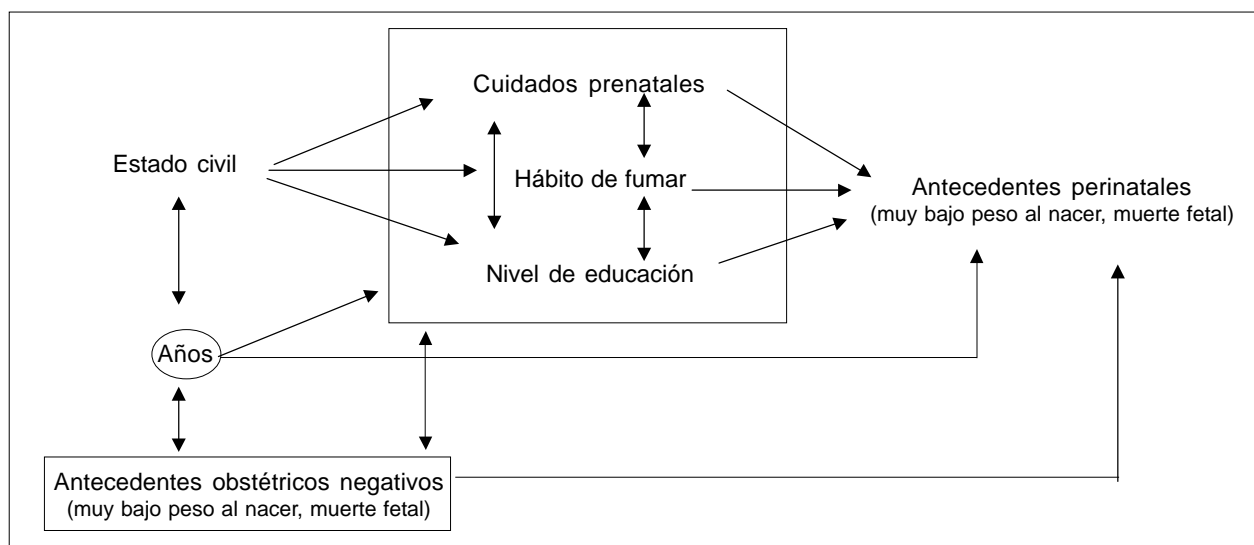 Cuidados prenatales
Estado civil
Hábito de fumar
Antecedentes perinatales
(muy bajo peso al nacer, muerte fetal)
Nivel de educación
Años
Antecedentes obstétricos negativos
(muy bajo peso al nacer, muerte fetal)